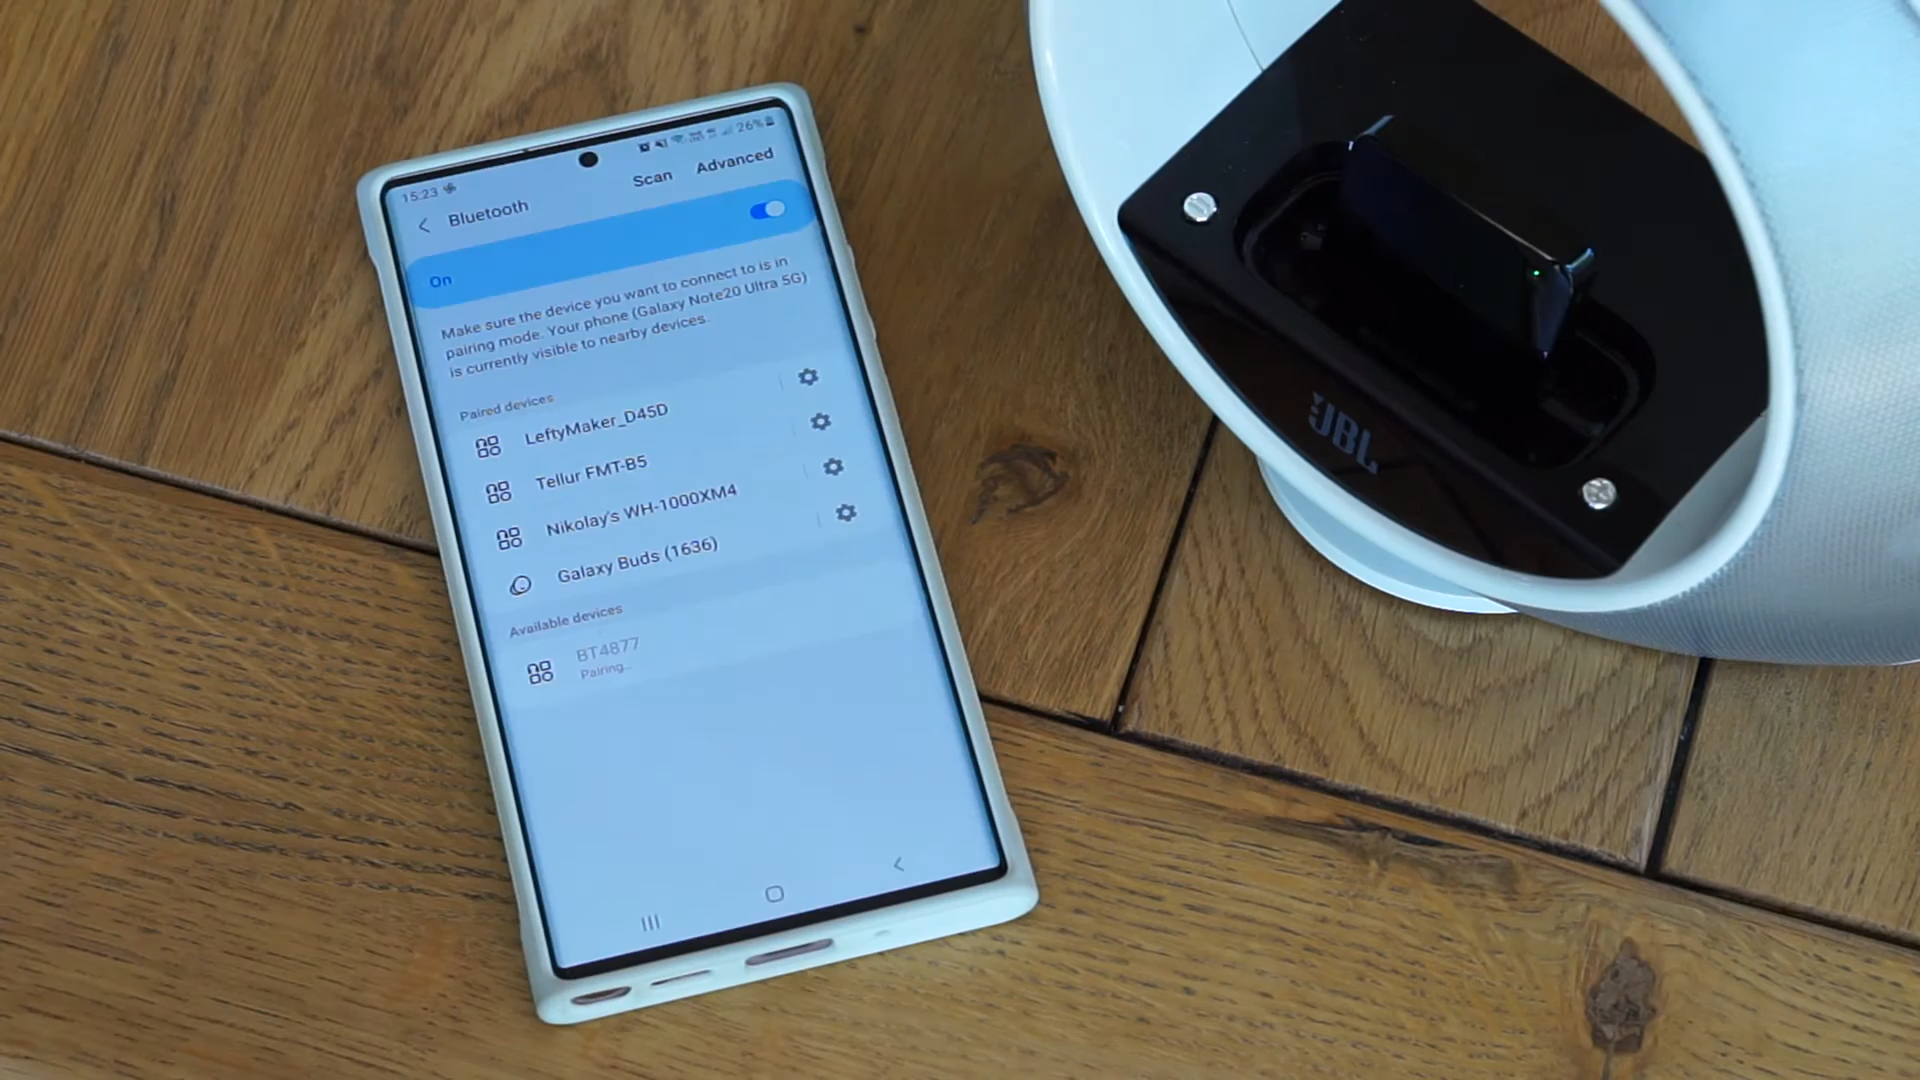 15:23
26%
Bluetooth
Scan
Advanced
On
Make sure the device you want to connect to is in
pairing mode. Your phone (Galaxy Note20 Ultra 5G)
is currently visible to nearby devices.
Paired devices
LeftyMaker_D45D
Tellur FMT-B5
Nikolay's WH-1000XM4
Galaxy Buds (1636)
Available devices
BT4877
Pairing...
JBL